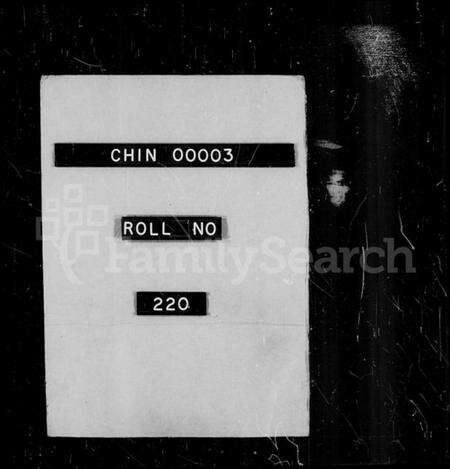 CHIN 00003
ROLL NO
FamilySearch
220